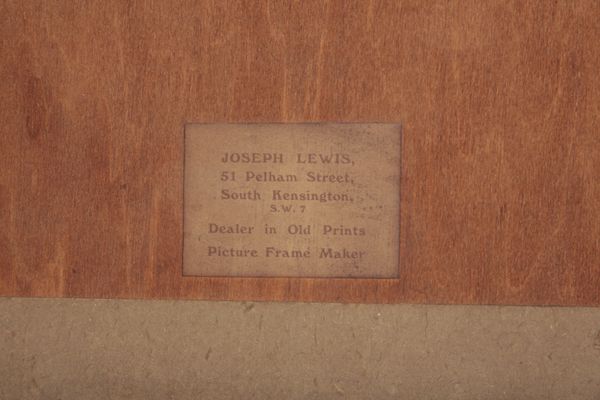 JOSEPH LEWIS,
51 Pelham Street,
South Kensington,
S.W. 7
Dealer in Old Prints
Picture Frame Maker